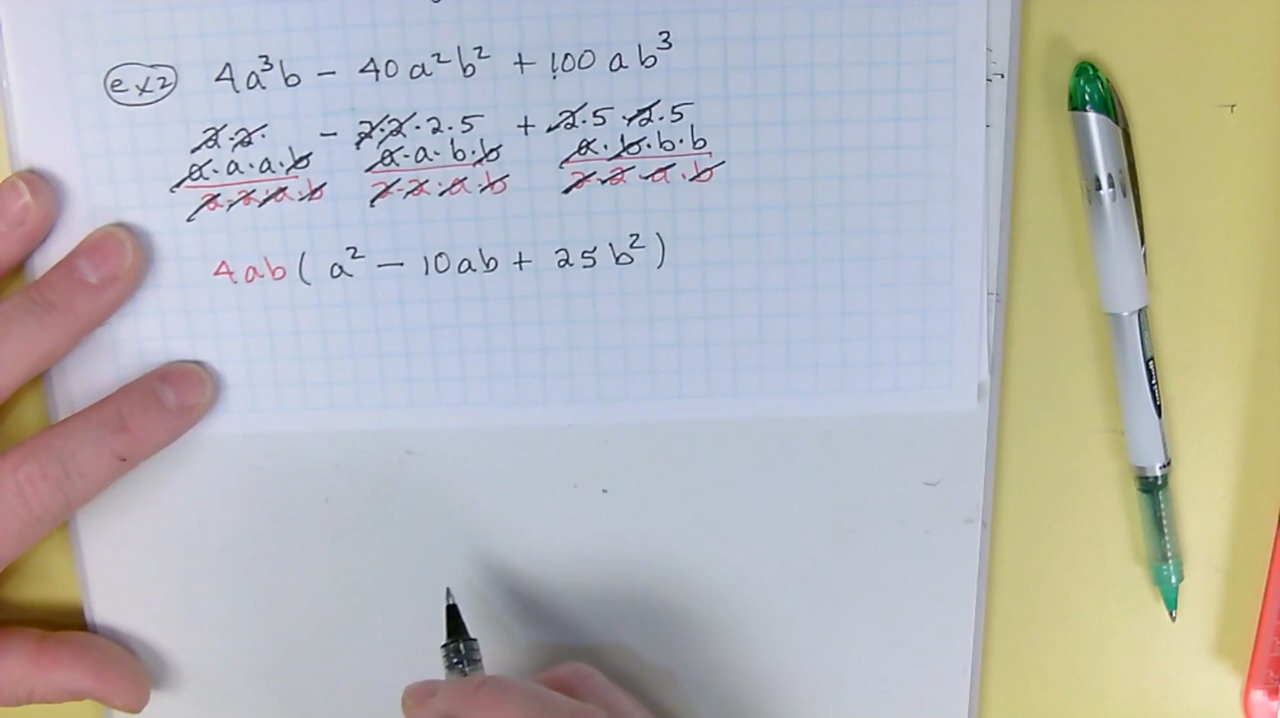 ex2 4a³b - 40a²b² + 100ab³
2·2· - 2·2·2·5 + 2·5·2·5
a·a·a·b a·a·b·b a·b·b·b
2·2·a·b 2·2·a·b 2·2·a·b
4ab( a² - 10ab + 25b² )